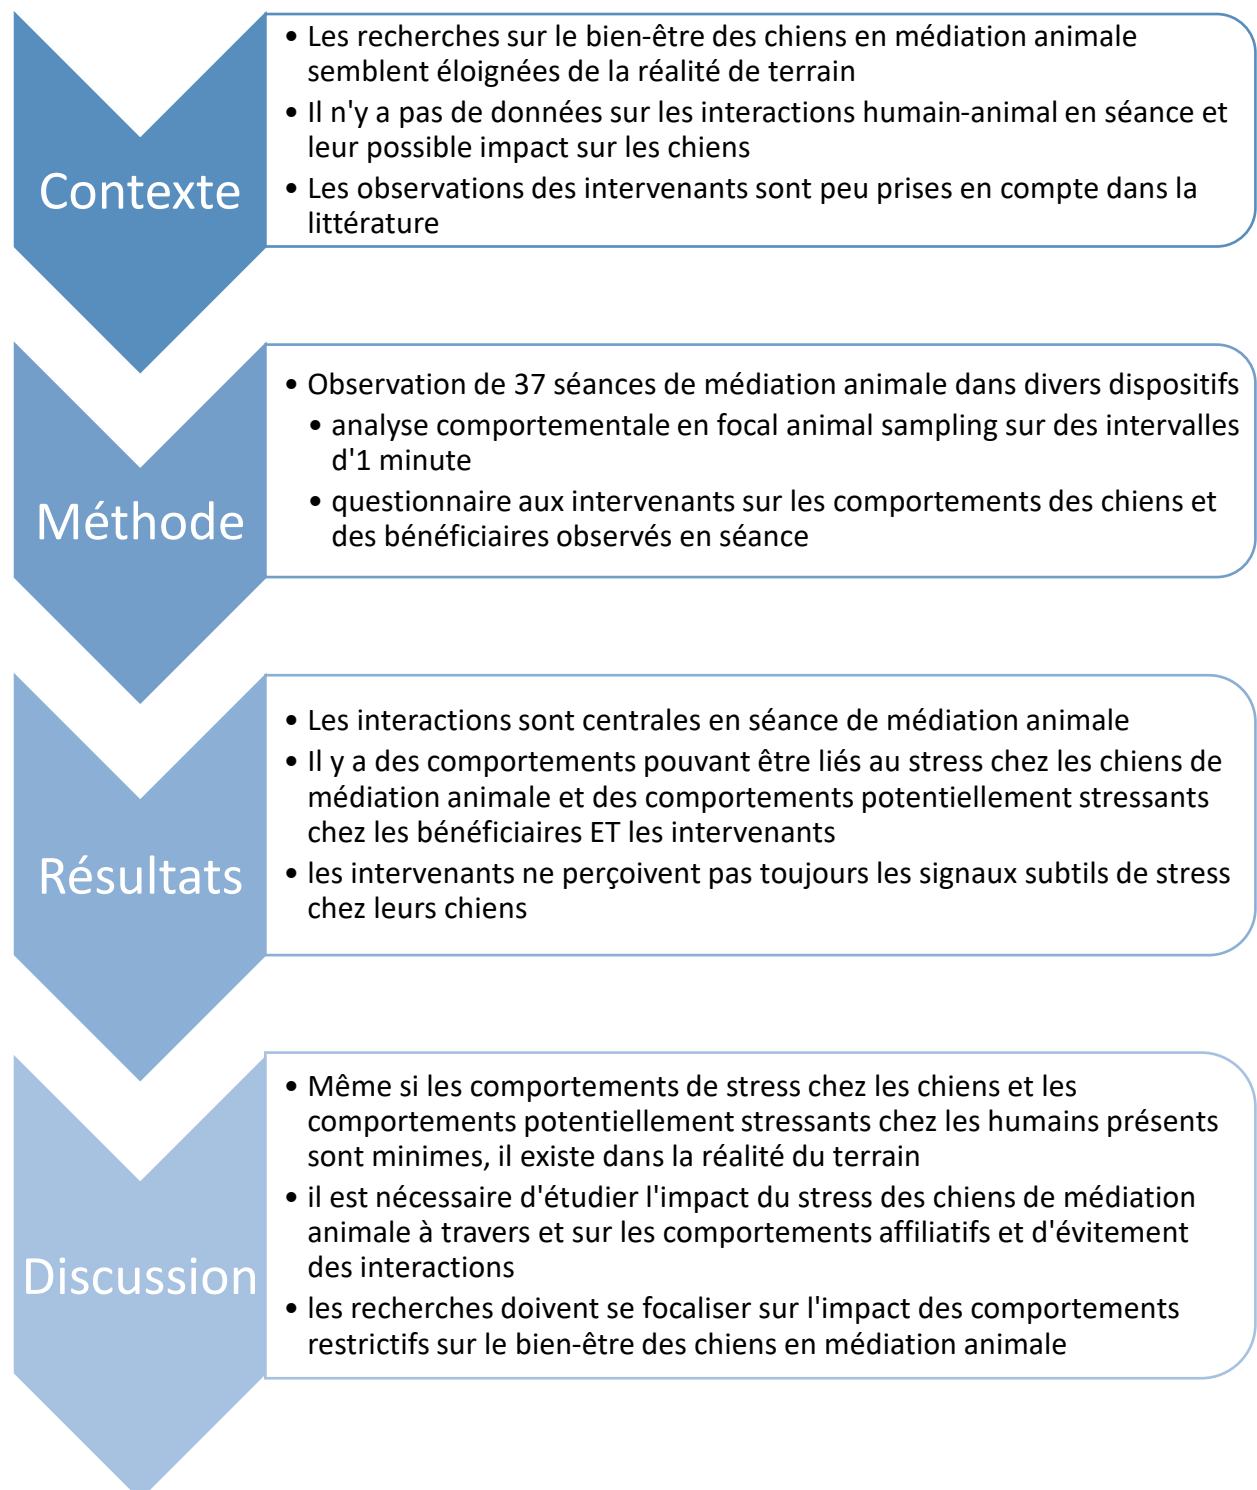 Contexte
• Les recherches sur le bien-être des chiens en médiation animale
semblent éloignées de la réalité de terrain
• Il n'y a pas de données sur les interactions humain-animal en séance et
leur possible impact sur les chiens
• Les observations des intervenants sont peu prises en compte dans la
littérature
Méthode
• Observation de 37 séances de médiation animale dans divers dispositifs
• analyse comportementale en focal animal sampling sur des intervalles
d'1 minute
• questionnaire aux intervenants sur les comportements des chiens et
des bénéficiaires observés en séance
Résultats
• Les interactions sont centrales en séance de médiation animale
• Il y a des comportements pouvant être liés au stress chez les chiens de
médiation animale et des comportements potentiellement stressants
chez les bénéficiaires ET les intervenants
• les intervenants ne perçoivent pas toujours les signaux subtils de stress
chez leurs chiens
Discussion
• Même si les comportements de stress chez les chiens et les
comportements potentiellement stressants chez les humains présents
sont minimes, il existe dans la réalité du terrain
• il est nécessaire d'étudier l'impact du stress des chiens de médiation
animale à travers et sur les comportements affiliatifs et d'évitement
des interactions
• les recherches doivent se focaliser sur l'impact des comportements
restrictifs sur le bien-être des chiens en médiation animale